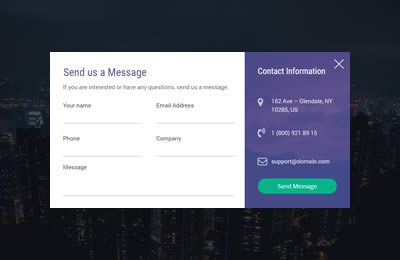 Send us a Message
If you are interested or have any questions, send us a message.
Your name
Email Address
Phone
Company
Message
Contact Information
182 Ave – Glendale, NY
10285, US
1 (800) 921 89 15
support@domain.com
Send Message